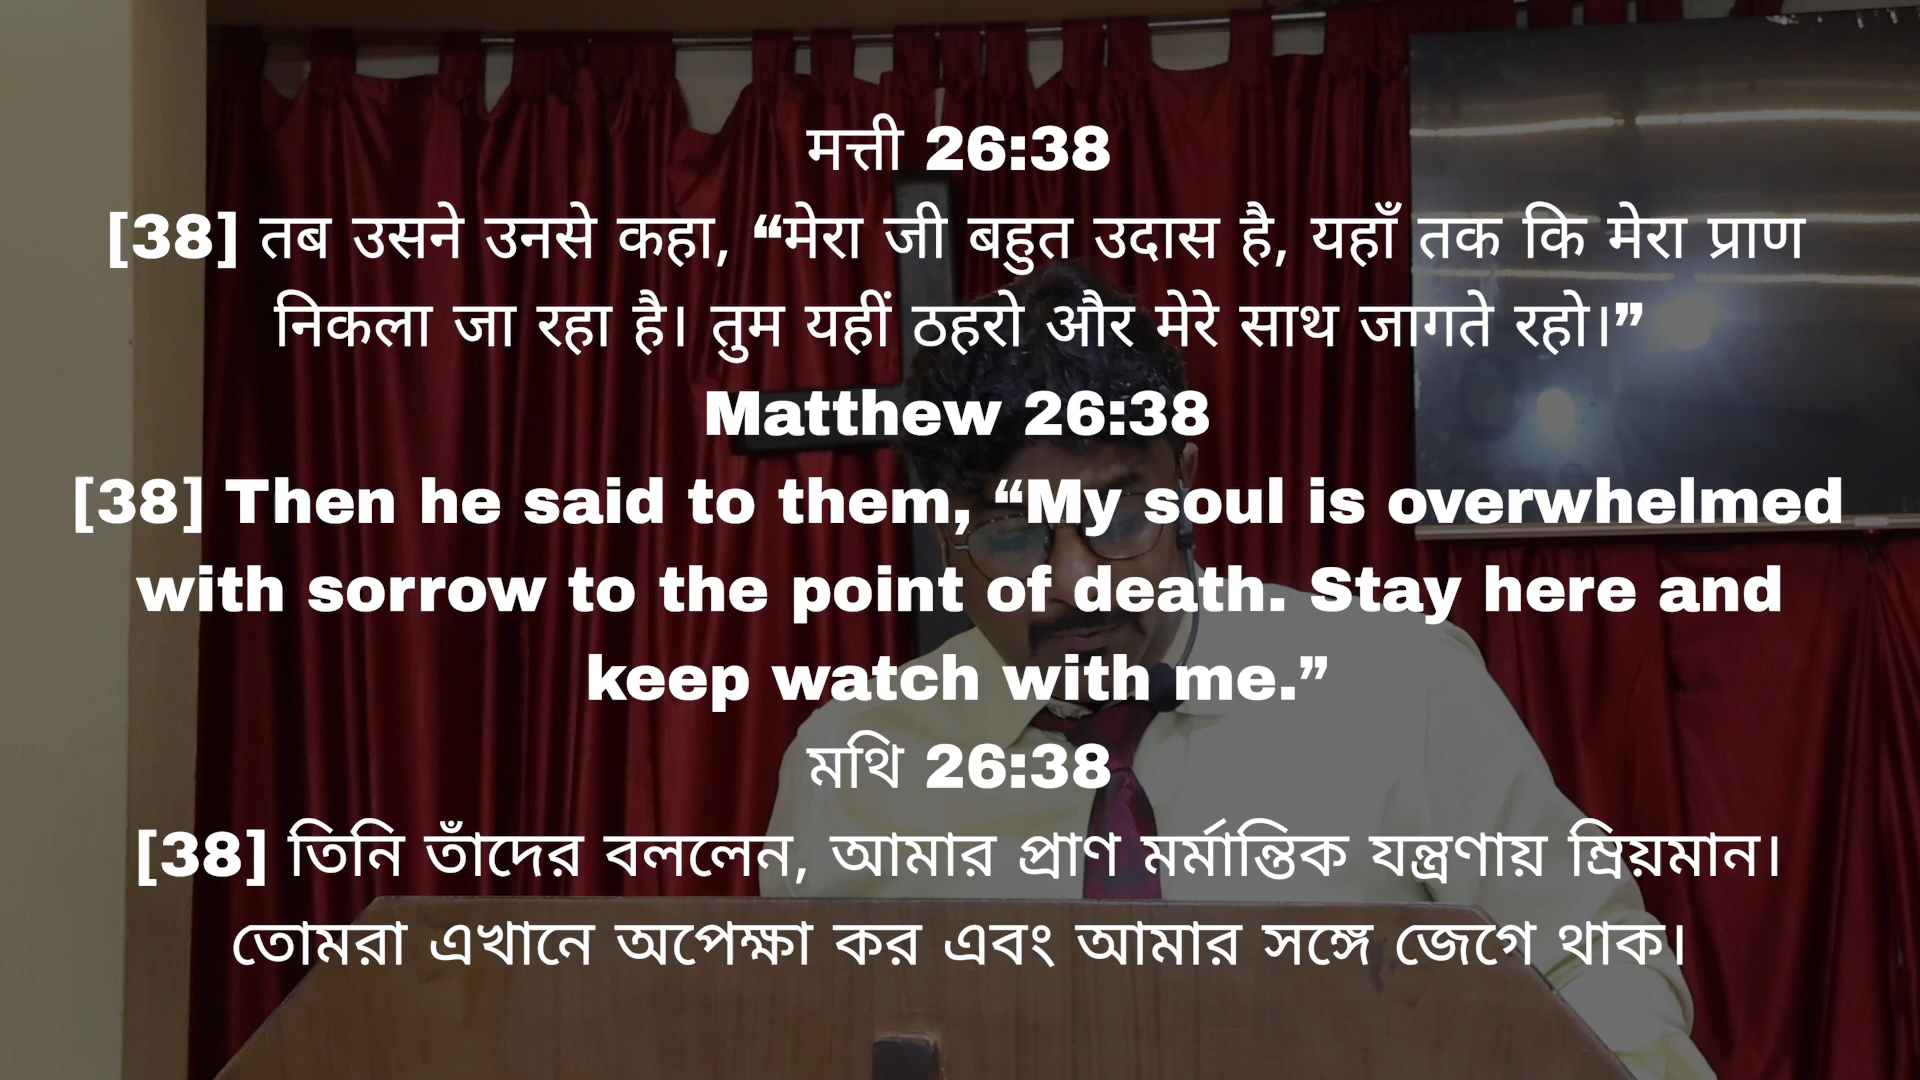 मत्ती 26:38
[38] तब उसने उनसे कहा, “मेरा जी बहुत उदास है, यहाँ तक कि मेरा प्राण
निकला जा रहा है। तुम यहीं ठहरो और मेरे साथ जागते रहो।”
Matthew 26:38
[38] Then he said to them, “My soul is overwhelmed
with sorrow to the point of death. Stay here and
keep watch with me.”
মথি 26:38
[38] তিনি তাঁদের বললেন, আমার প্রাণ মর্মান্তিক যন্ত্রণায় ম্রিয়মান।
তোমরা এখানে অপেক্ষা কর এবং আমার সঙ্গে জেগে থাক।